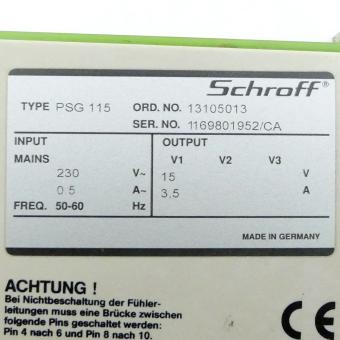 Schroff®
TYPE PSG 115 ORD. NO. 13105013
SER. NO. 1169801952/CA
INPUT OUTPUT
MAINS V1 V2 V3
230 V~ 15 V
0.5 A~ 3,5 A
FREQ. 50-60 Hz
MADE IN GERMANY
ACHTUNG !
Bei Nichtbeschaltung der Fühler-
leitungen muss eine Brücke zwischen
folgende Pins geschaltet werden:
Pin 4 nach 6 und Pin 8 nach 10.
CE